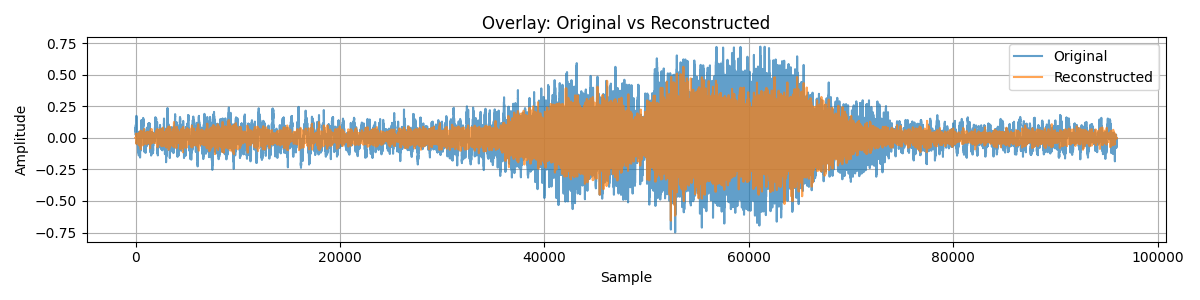 Overlay: Original vs Reconstructed
Original
Reconstructed
Amplitude
0.75
0.50
0.25
0.00
−0.25
−0.50
−0.75
0 20000 40000 60000 80000 100000
Sample